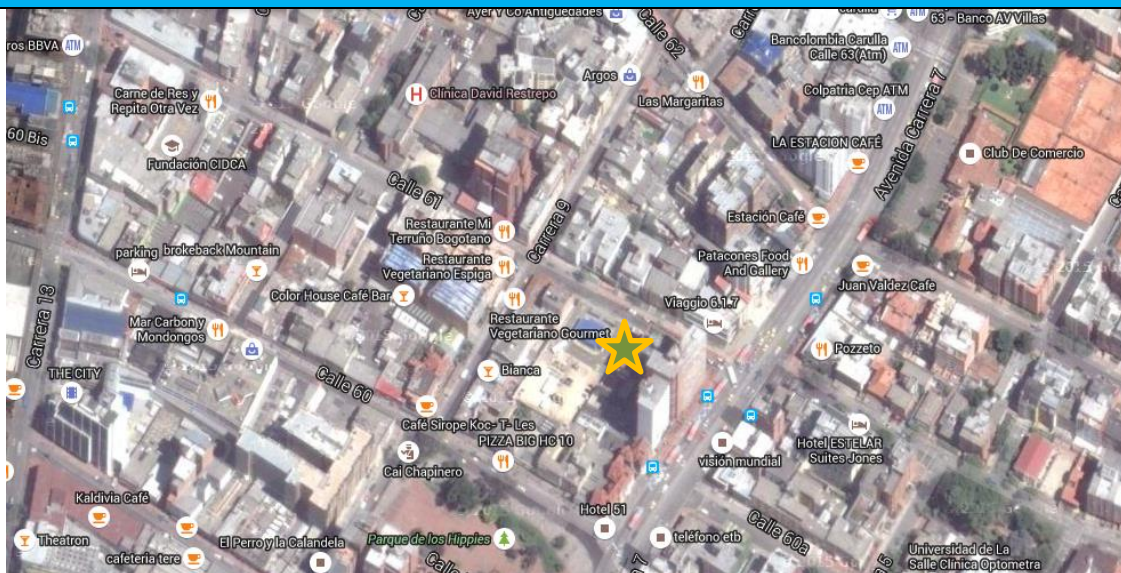 Ayer Y Co Antiguedades
Calle 62
63 - Banco AV Villas
ros BBVA
ATM
Bancolombia Carulla
Calle 63(Atm)
ATM
Argos
Carne de Res y
Repita Otra Vez
H
Clínica David Restrepo
Las Margaritas
Colpatria Cep ATM
ATM
60 Bis
LA ESTACION CAFÉ
Avenida Carrera 7
Club De Comercio
Fundación CIDCA
Calle 61
Carrera 9
Restaurante Mi
Terruño Bogotano
Estación Café
parking
brokeback Mountain
Restaurante
Vegetariano Espiga
Patacones Food
And Gallery
Juan Valdez Cafe
Color House Café Bar
Viaggio 6.1.7
Carrera 13
Mar Carbon y
Mondongos
Restaurante
Vegetariano Gourmet
Pozzeto
THE CITY
Calle 60
Bianca
Café Sirope Koc- T- Les
PIZZA BIG HC 10
Hotel ESTELAR
Suites Jones
visión mundial
Cai Chapinero
Kaldivia Café
Hotel 51
Calle 60a
Theatron
cafeteria tere
El Perro y la Calandela
Parque de los Hippies
teléfono etb
Universidad de La
Salle Clínica Optometra